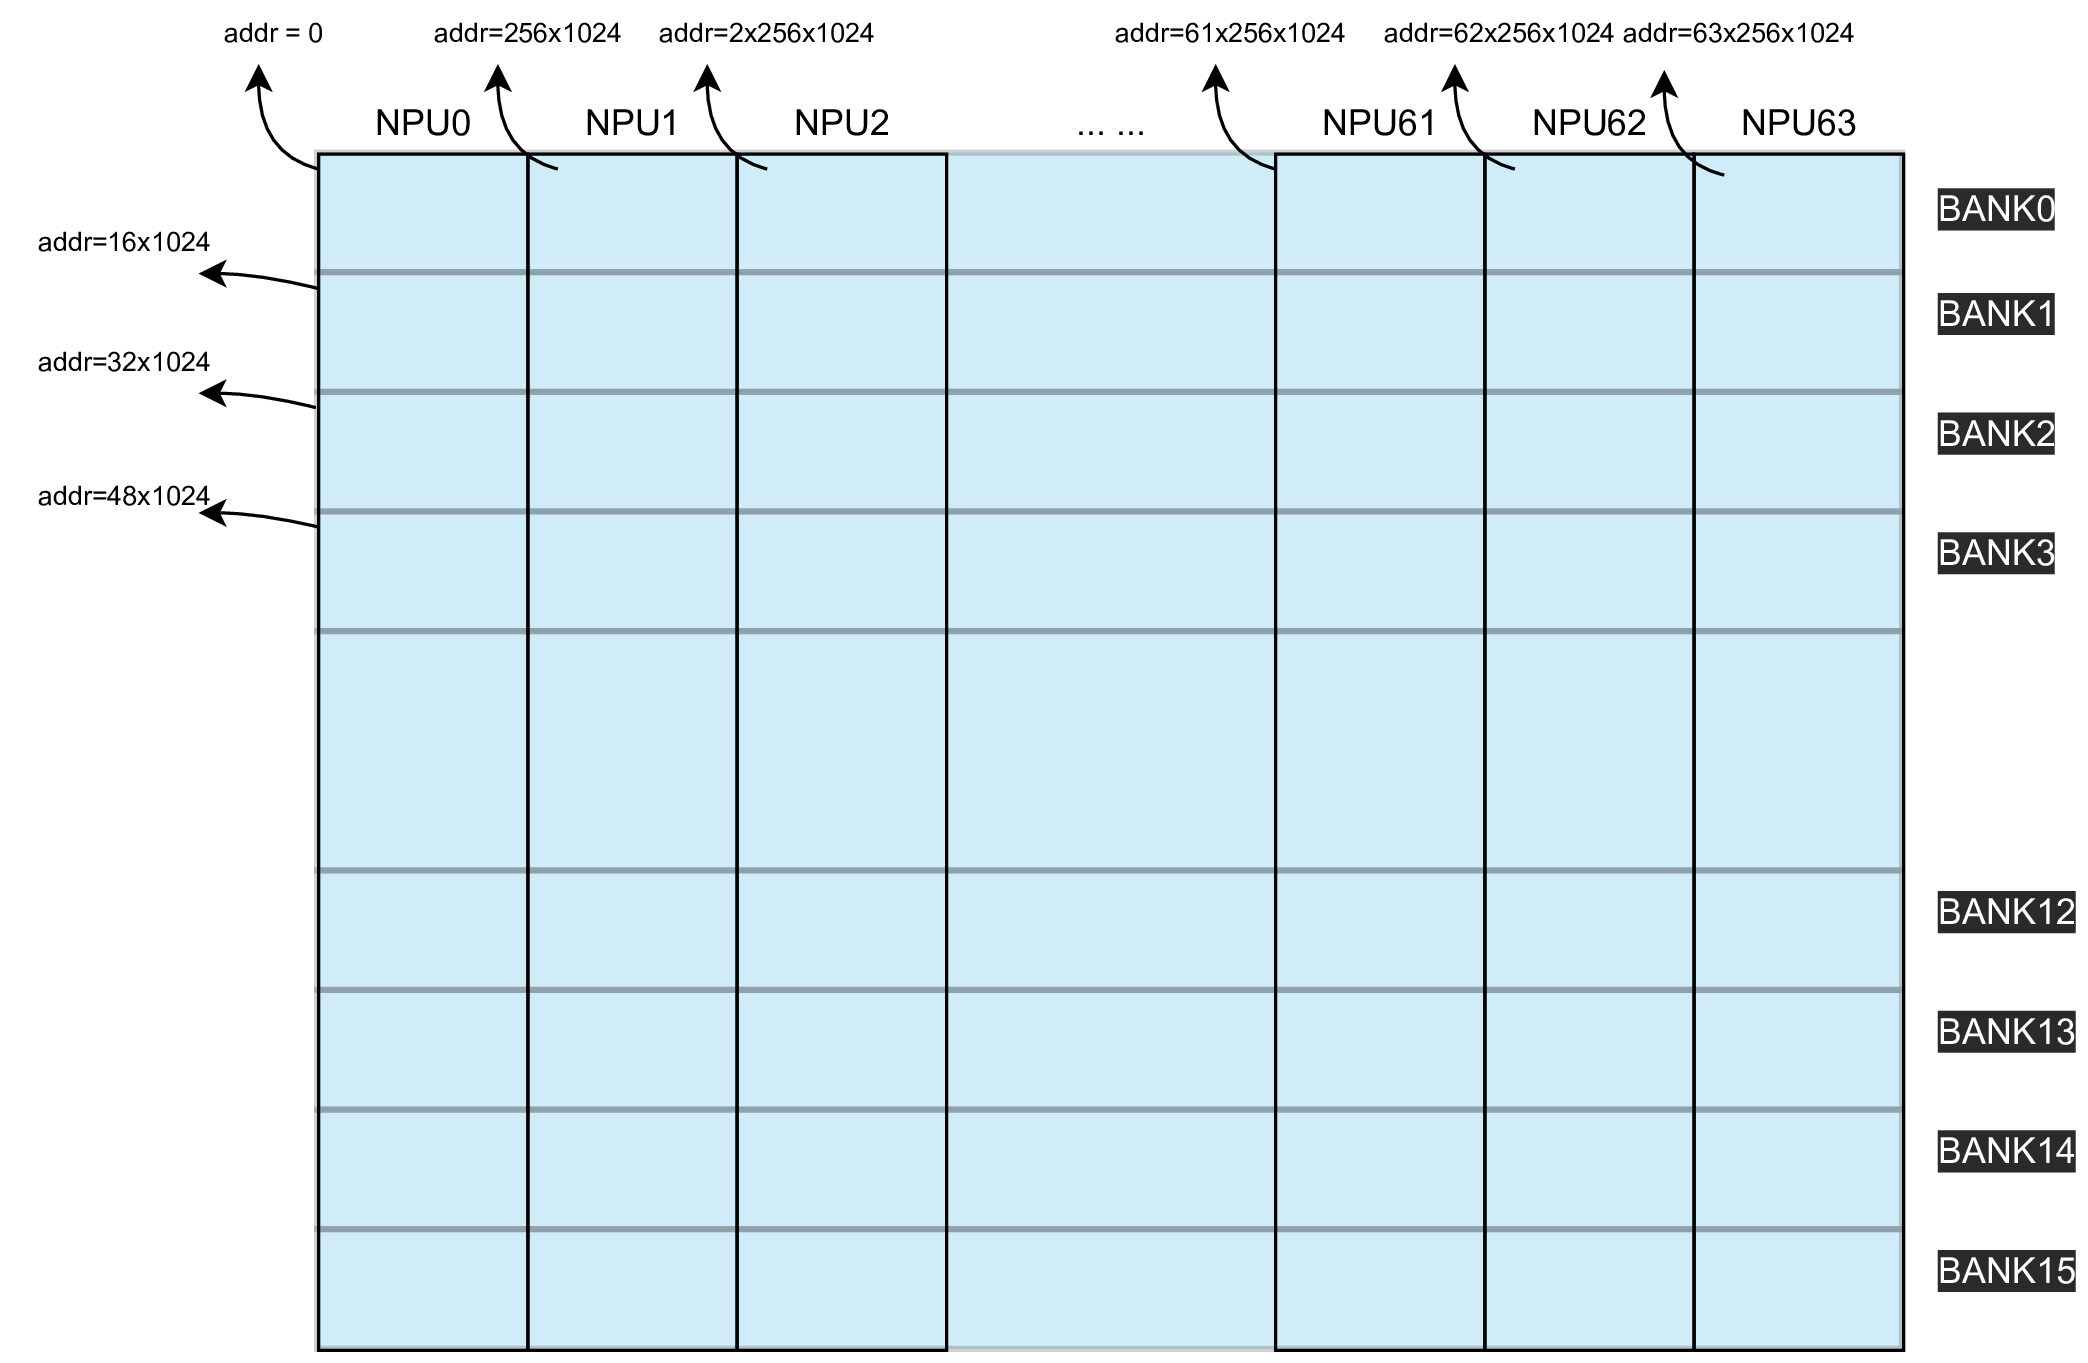 addr = 0 addr=256x1024 addr=2x256x1024 addr=61x256x1024 addr=62x256x1024 addr=63x256x1024
NPU0 NPU1 NPU2 ... ... NPU61 NPU62 NPU63
BANK0
addr=16x1024
BANK1
addr=32x1024
BANK2
addr=48x1024
BANK3
BANK12
BANK13
BANK14
BANK15